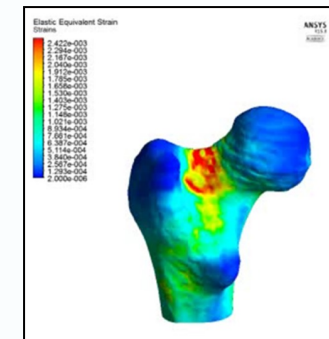 Elastic Equivalent Strain
Strains
ANSYS
2.422e-003
2.294e-003
2.167e-003
2.040e-003
1.912e-003
1.785e-003
1.658e-003
1.530e-003
1.403e-003
1.275e-003
1.148e-003
1.021e-003
8.934e-004
7.661e-004
6.387e-004
5.114e-004
3.840e-004
2.567e-004
1.293e-004
2.000e-006